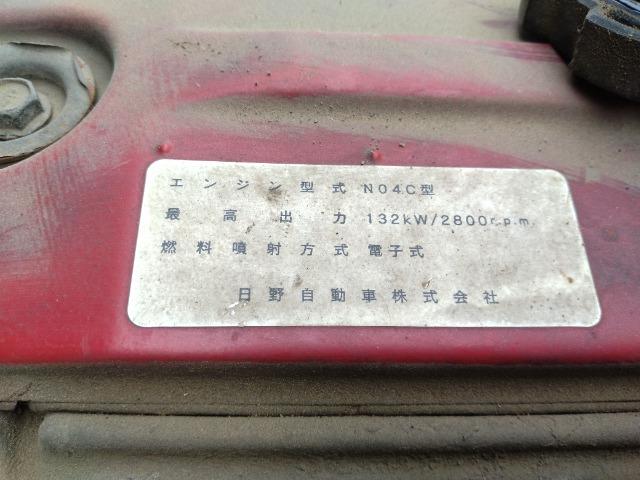 エンジン型式 N04C型
最高出力 132kW/2800r.p.m.
燃料噴射方式 電子式
日野自動車株式会社